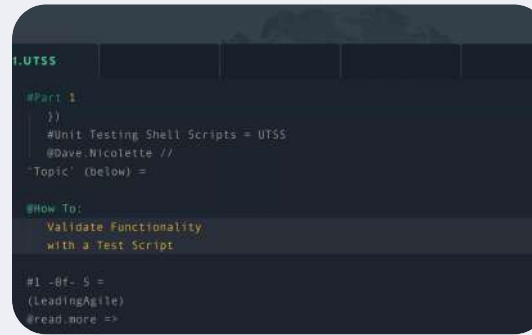 1.UTSS
#Part 1
})
#Unit Testing Shell Scripts = UTSS
@Dave.Nicolette //
'Topic' (below) =
@How To:
Validate Functionality
with a Test Script
#1 -Of- 5 =
(LeadingAgile)
@read.more =>